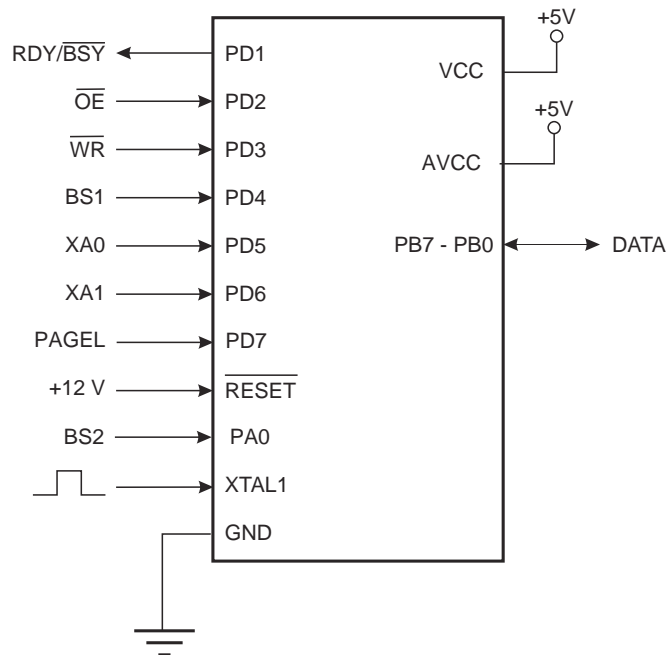 +5V
RDY/BSY PD1
VCC
OE PD2
+5V
WR PD3
AVCC
BS1 PD4
XA0 PD5 PB7 - PB0 DATA
XA1 PD6
PAGEL PD7
+12 V RESET
BS2 PA0
XTAL1
GND